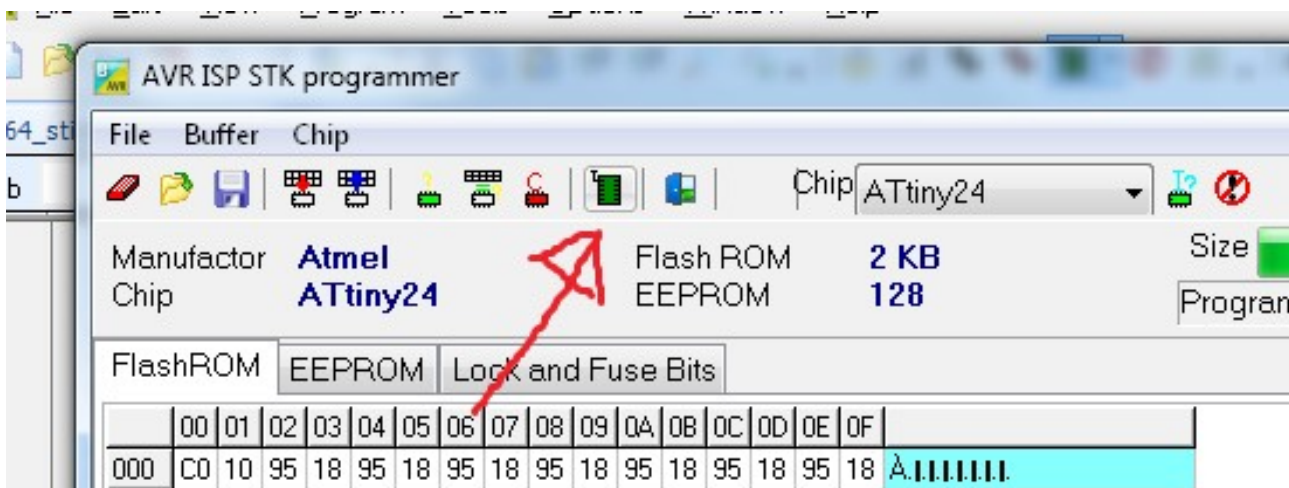 AVR ISP STK programmer
64_sti
File Buffer Chip
b
Chip ATtiny24
Manufactor Atmel Flash ROM 2 KB Size
Chip ATtiny24 EEPROM 128 Program
FlashROM EEPROM Lock and Fuse Bits
00 01 02 03 04 05 06 07 08 09 0A 0B 0C 0D 0E 0F
000 C0 10 95 18 95 18 95 18 95 18 95 18 95 18 95 18